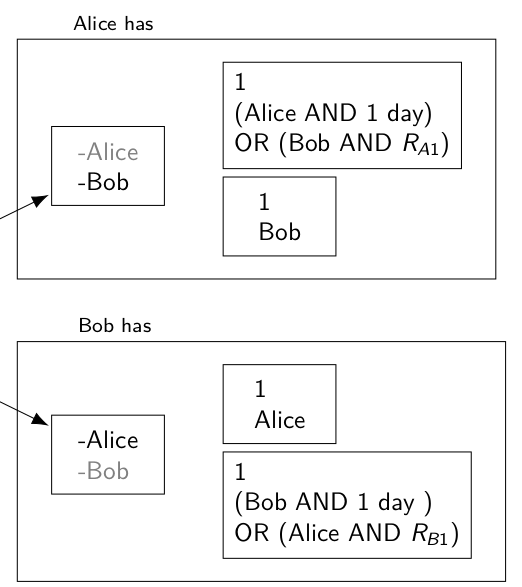 Alice has
-Alice
-Bob
1
(Alice AND 1 day)
OR (Bob AND R_{A1})
1
Bob
Bob has
-Alice
-Bob
1
Alice
1
(Bob AND 1 day )
OR (Alice AND R_{B1})